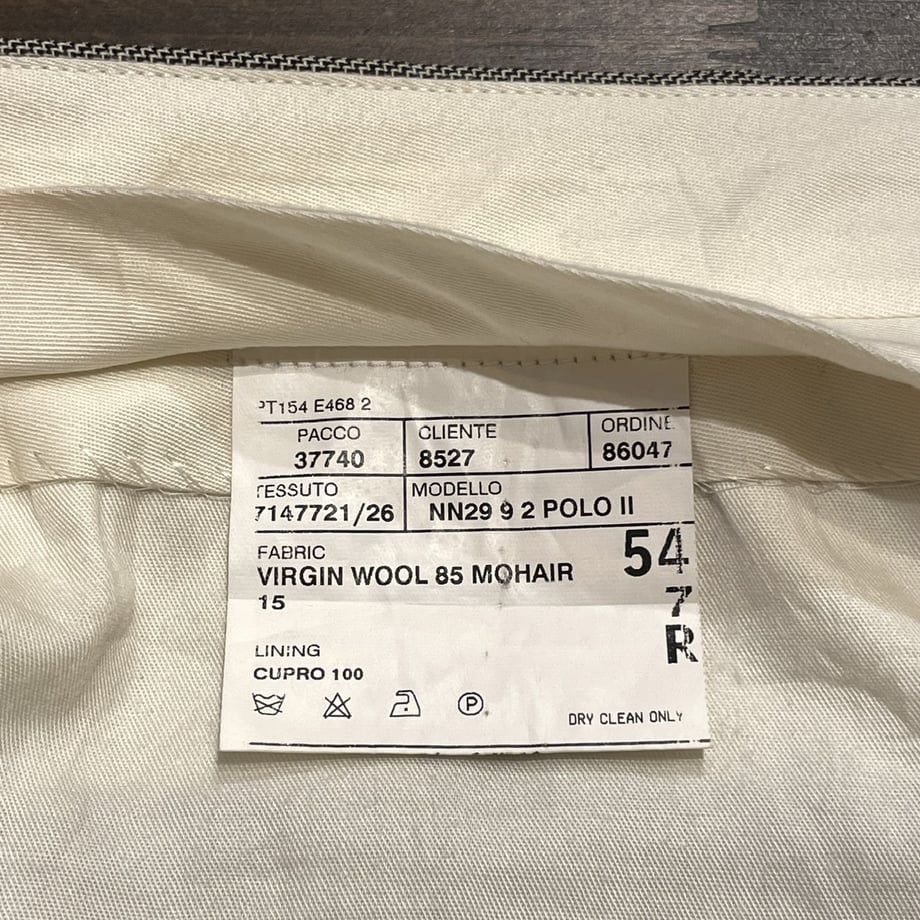 PT154 E468 2
PACCO CLIENTE ORDINE
37740 8527 86047
TESSUTO MODELLO
7147721/26 NN29 9 2 POLO II
FABRIC
VIRGIN WOOL 85 MOHAIR
15
54
7
R
LINING
CUPRO 100
P
DRY CLEAN ONLY